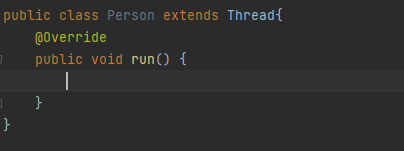 public class Person extends Thread{
    @Override
    public void run() {

    }
}